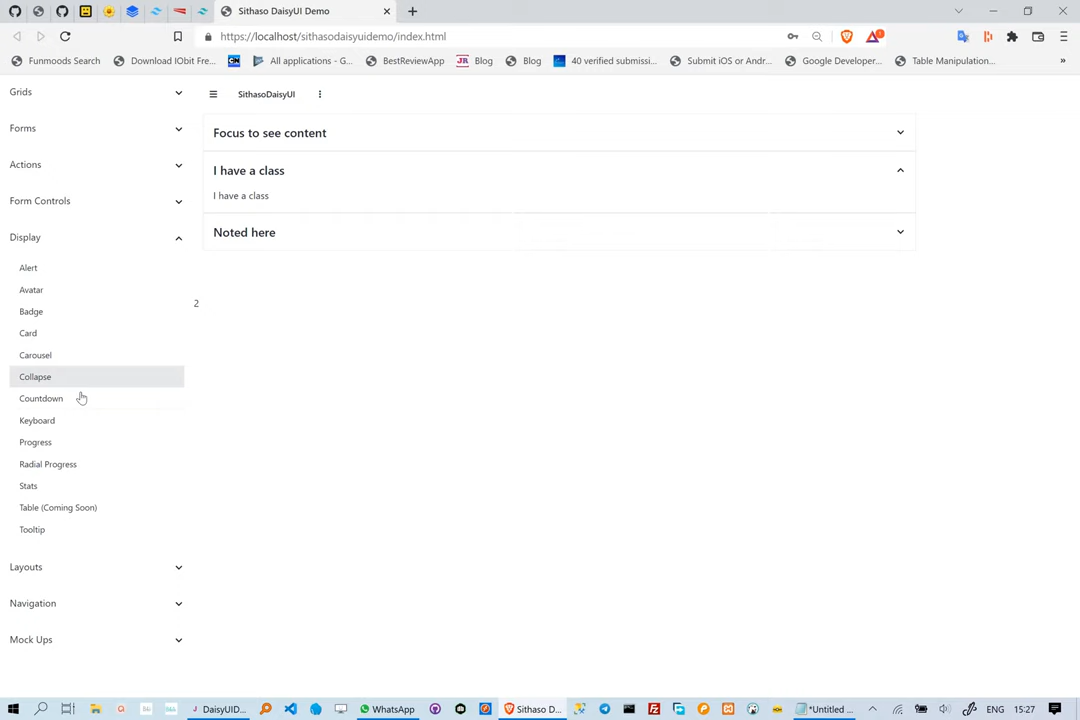 Sithaso DaisyUI Demo
https://localhost/sithasodaisyuidemo/index.html
Funmoods Search
Download IObit Fre...
All applications - G...
BestReviewApp
JR Blog
Blog
40 verified submissi...
Submit iOS or Andr...
Google Developer...
Table Manipulation...
»
Grids
Forms
Actions
Form Controls
Display
Alert
Avatar
Badge
Card
Carousel
Collapse
Countdown
Keyboard
Progress
Radial Progress
Stats
Table (Coming Soon)
Tooltip
Layouts
Navigation
Mock Ups
SithasoDaisyUI
Focus to see content
I have a class
I have a class
Noted here
2
DaisyUID...
WhatsApp
Sithaso D...
*Untitled ...
ENG
15:27